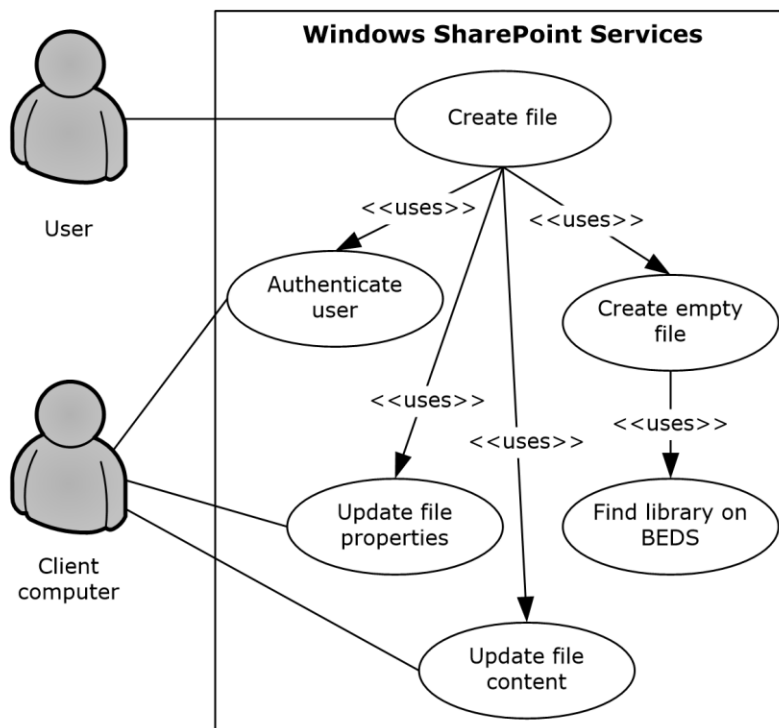 Windows SharePoint Services
Create file
User
<<uses>>
<<uses>>
Authenticate
user
Create empty
file
<<uses>>
<<uses>>
<<uses>>
Update file
properties
Find library on
BEDS
Client
computer
Update file
content